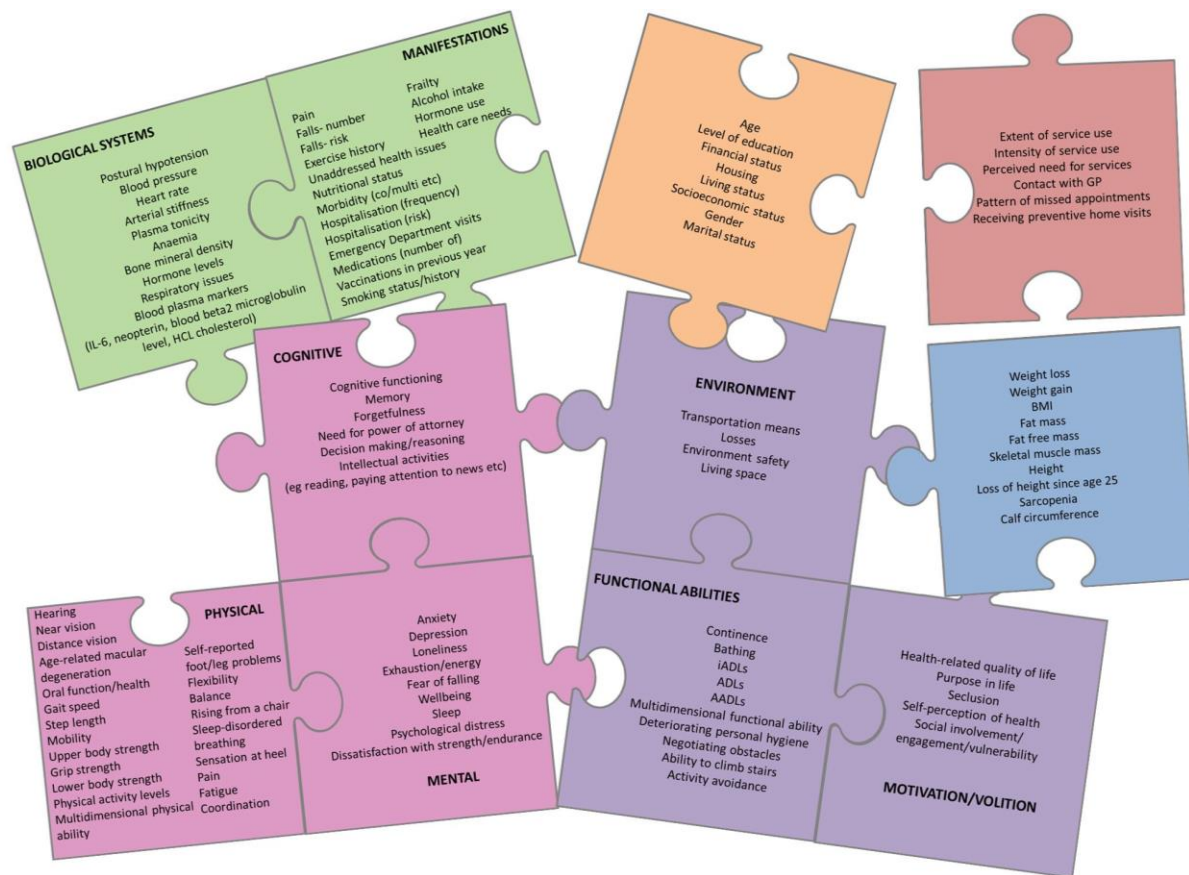 BIOLOGICAL SYSTEMS
Postural hypotension
Blood pressure
Heart rate
Arterial stiffness
Plasma tonicity
Anaemia
Bone mineral density
Hormone levels
Respiratory issues
Blood plasma markers
(IL-6, neopterin, blood beta2 microglobulin
level, HCL cholesterol)
MANIFESTATIONS
Pain
Falls- number
Falls- risk
Exercise history
Unaddressed health issues
Nutritional status
Morbidity (co/multi etc)
Hospitalisation (frequency)
Hospitalisation (risk)
Emergency Department visits
Medications (number of)
Vaccinations in previous year
Smoking status/history
Frailty
Alcohol intake
Hormone use
Health care needs
Age
Level of education
Financial status
Housing
Living status
Socioeconomic status
Gender
Marital status
Extent of service use
Intensity of service use
Perceived need for services
Contact with GP
Pattern of missed appointments
Receiving preventive home visits
COGNITIVE
Cognitive functioning
Memory
Forgetfulness
Need for power of attorney
Decision making/reasoning
Intellectual activities
(eg reading, paying attention to news etc)
ENVIRONMENT
Transportation means
Losses
Environment safety
Living space
Weight loss
Weight gain
BMI
Fat mass
Fat free mass
Skeletal muscle mass
Height
Loss of height since age 25
Sarcopenia
Calf circumference
PHYSICAL
Hearing
Near vision
Distance vision
Age-related macular
degeneration
Oral function/health
Gait speed
Step length
Mobility
Upper body strength
Grip strength
Lower body strength
Physical activity levels
Multidimensional physical
ability
Self-reported
foot/leg problems
Flexibility
Balance
Rising from a chair
Sleep-disordered
breathing
Sensation at heel
Pain
Fatigue
Coordination
Anxiety
Depression
Loneliness
Exhaustion/energy
Fear of falling
Wellbeing
Sleep
Psychological distress
Dissatisfaction with strength/endurance
MENTAL
FUNCTIONAL ABILITIES
Continence
Bathing
iADLs
ADLs
AADLs
Multidimensional functional ability
Deteriorating personal hygiene
Negotiating obstacles
Ability to climb stairs
Activity avoidance
Health-related quality of life
Purpose in life
Seclusion
Self-perception of health
Social involvement/
engagement/vulnerability
MOTIVATION/VOLITION